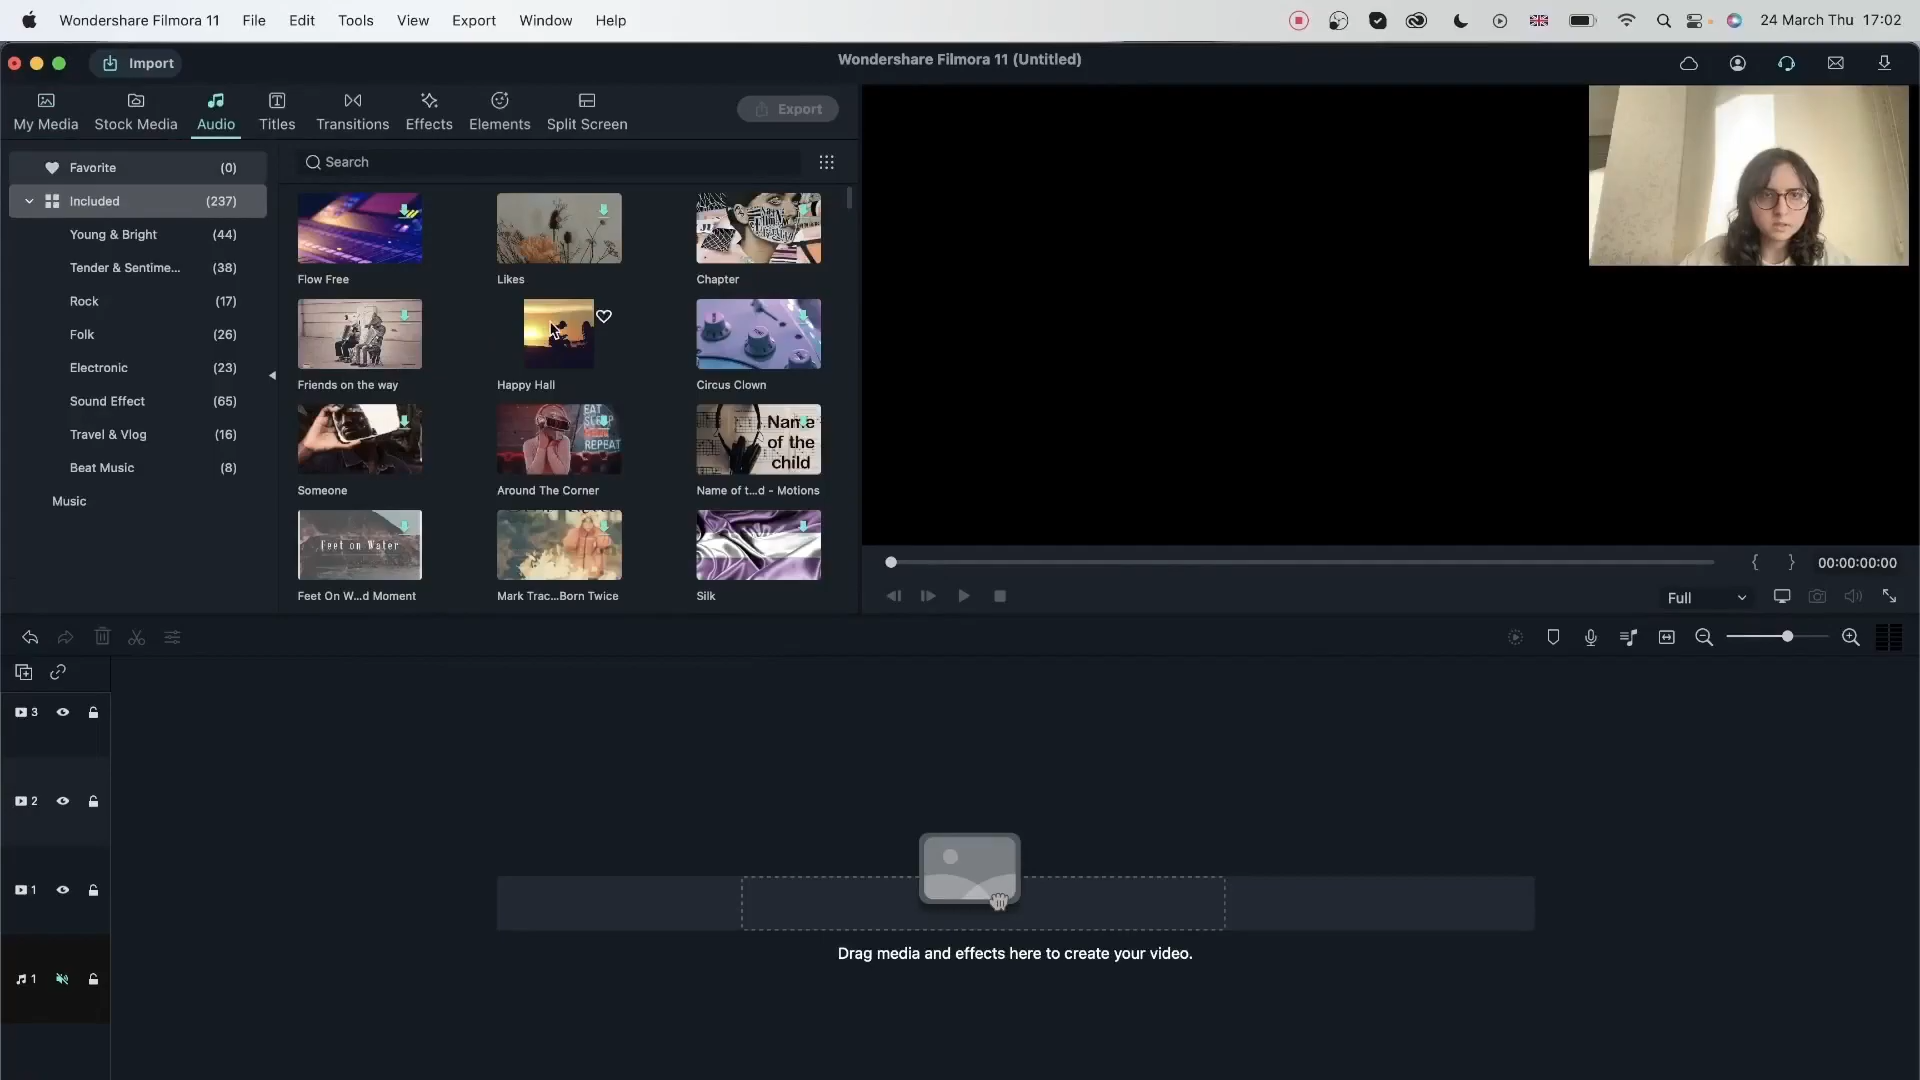 Wondershare Filmora 11 File Edit Tools View Export Window Help 24 March Thu 17:02
Import Wondershare Filmora 11 (Untitled)
My Media Stock Media Audio Titles Transitions Effects Elements Split Screen Export
Favorite (0)
Search
Included (237)
Young & Bright (44)
Tender & Sentime... (38)
Rock (17)
Folk (26)
Electronic (23)
Sound Effect (65)
Travel & Vlog (16)
Beat Music (8)
Music
Flow Free Likes Chapter
Friends on the way Happy Hall Circus Clown
EAT
SLEEP
REPEAT
Name
of the
child
Someone Around The Corner Name of t...d - Motions
Feet on Water
Feet On W...d Moment Mark Trac...Born Twice Silk
{ } 00:00:00:00
Full
3
2
1
Drag media and effects here to create your video.
1